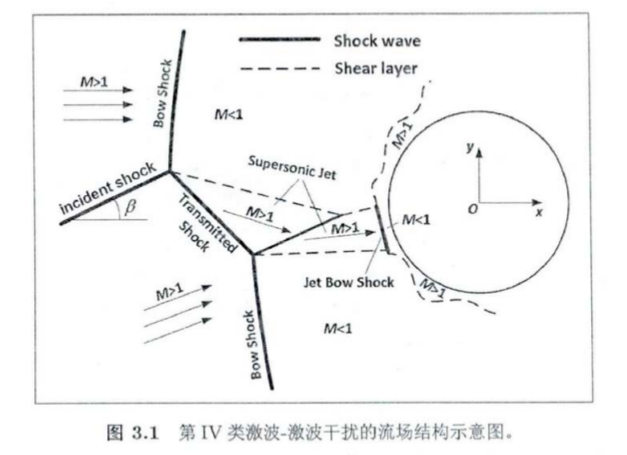 Shock wave
Shear layer
M>1
Bow Shock
M<1
M>1
Supersonic Jet
incident shock
β
Transmitted
Shock
M>1
M>1
M<1
y
O
x
Jet Bow Shock
M>1
M>1
Bow Shock
M<1
图 3.1 第 IV 类激波-激波干扰的流场结构示意图。